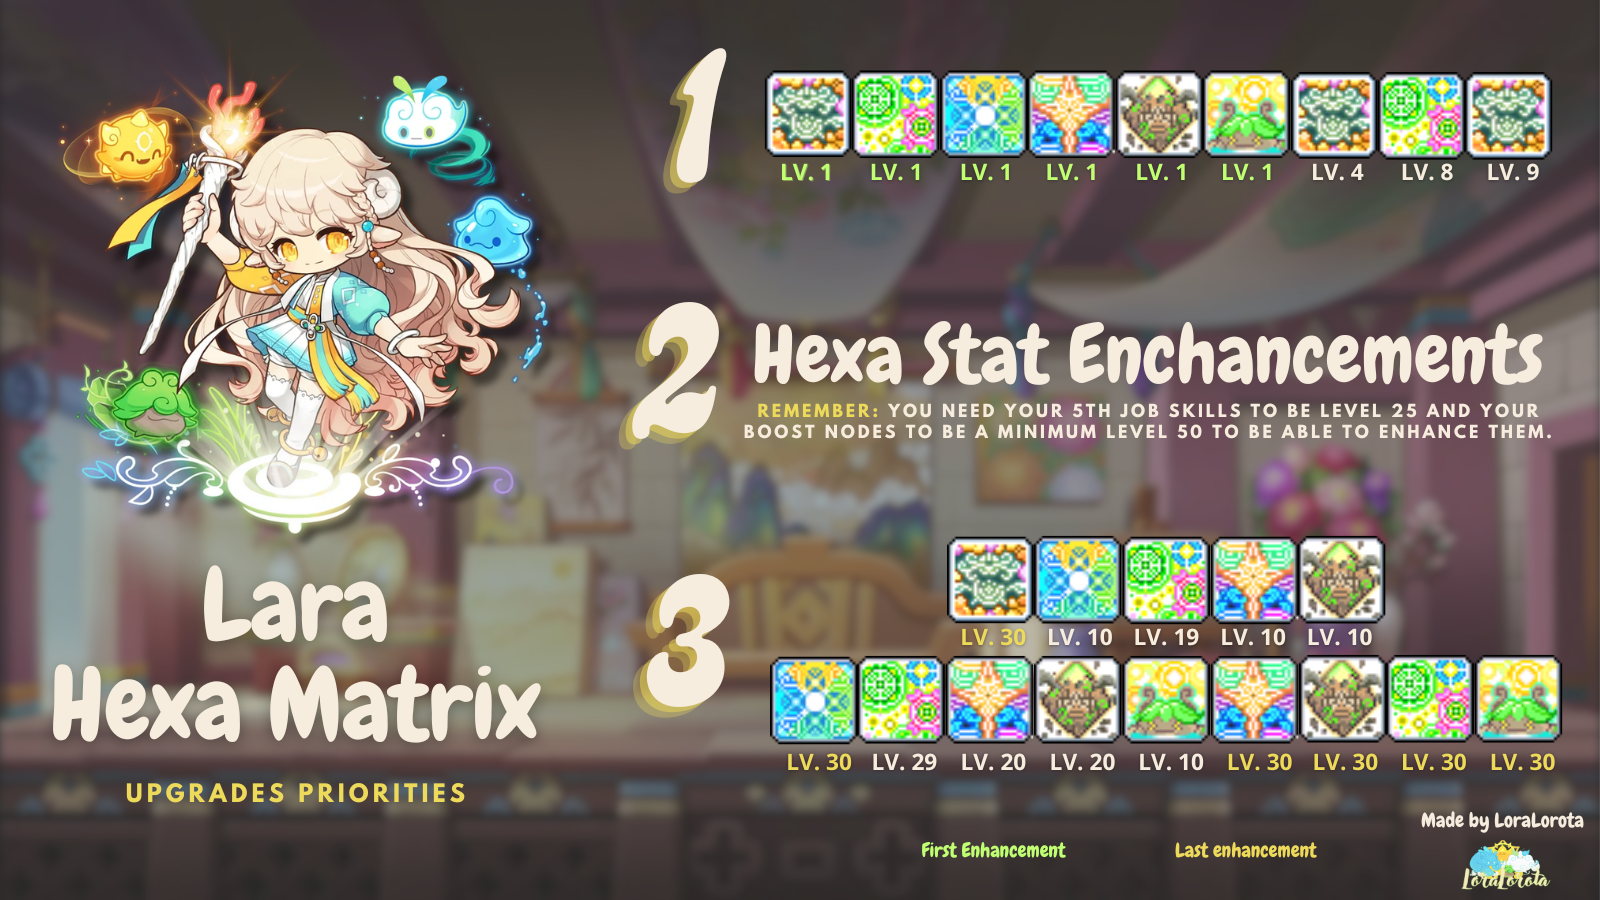 1
LV. 1 LV. 1 LV. 1 LV. 1 LV. 1 LV. 1 LV. 4 LV. 8 LV. 9
2
Hexa Stat Enchancements
REMEMBER: YOU NEED YOUR 5TH JOB SKILLS TO BE LEVEL 25 AND YOUR
BOOST NODES TO BE A MINIMUM LEVEL 50 TO BE ABLE TO ENHANCE THEM.
3
LV. 30 LV. 10 LV. 19 LV. 10 LV. 10
LV. 30 LV. 29 LV. 20 LV. 20 LV. 10 LV. 30 LV. 30 LV. 30 LV. 30
Lara
Hexa Matrix
UPGRADES PRIORITIES
First Enhancement
Last enhancement
Made by LoraLorota
LoraLorota